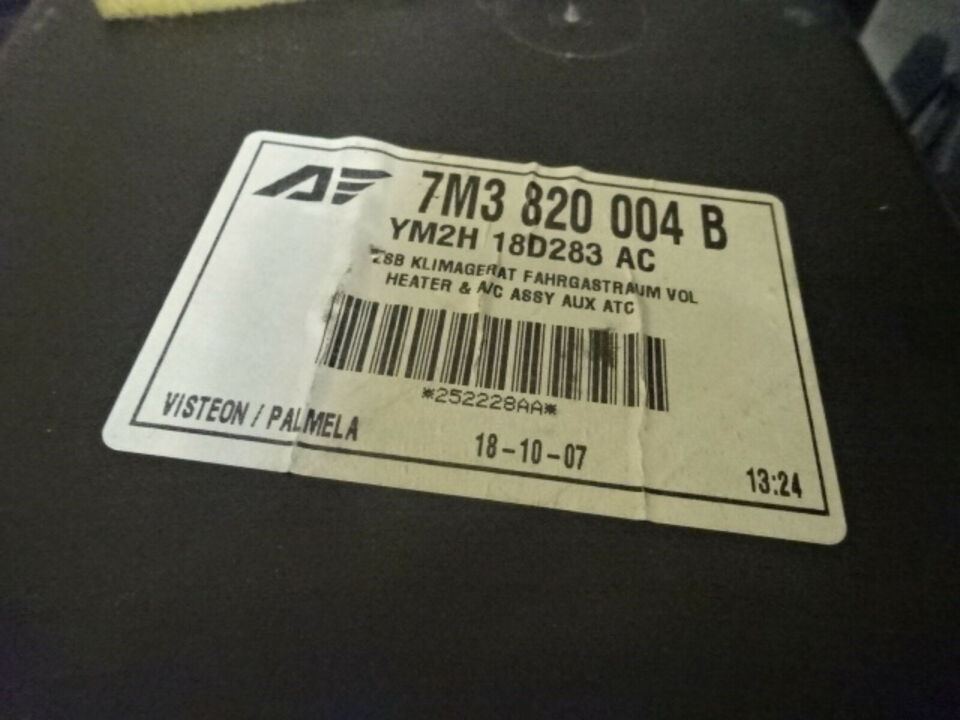 7M3 820 004 B
YM2H 18D283 AC
ZSB KLIMAGERAT FAHRGASTRAUM VOL
HEATER & A/C ASSY AUX ATC
*252228AA*
VISTEON / PALMELA
18-10-07
13:24